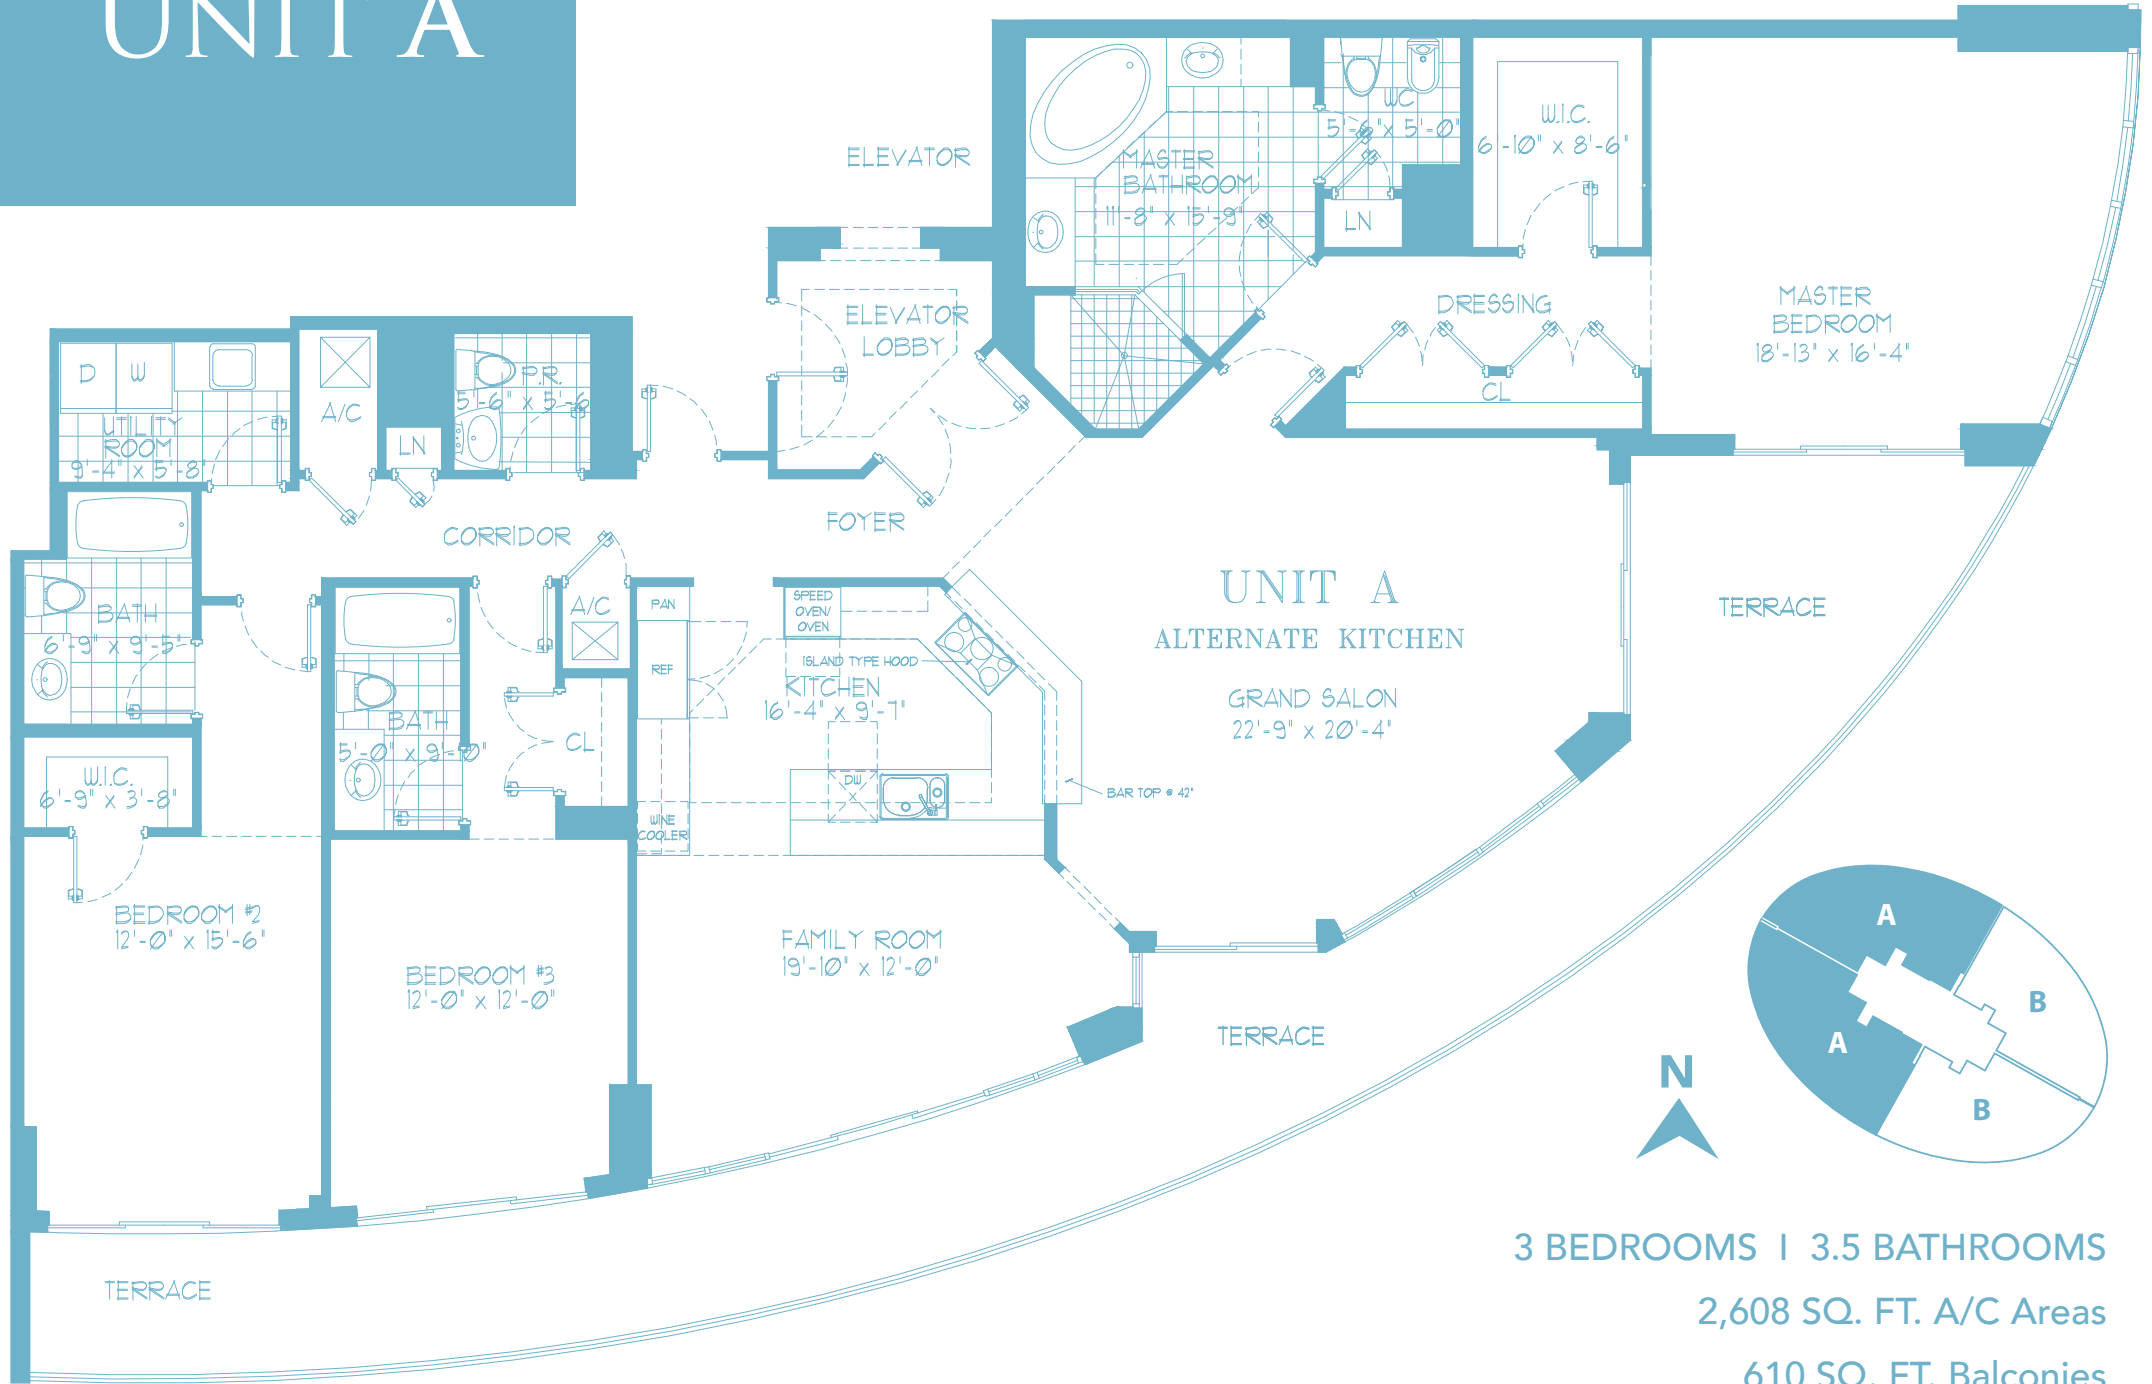 UNIT A
ELEVATOR
MASTER
BATHROOM
11'-8" x 15'-9"
WC
5'-6" x 5'-0"
LN
W.I.C.
6'-10" x 8'-6"
DRESSING
CL
MASTER
BEDROOM
18'-13" x 16'-4"
ELEVATOR
LOBBY
D
W
UTILITY
ROOM
9'-4" x 5'-8"
A/C
LN
P.R.
5'-6" x 5'-6
CORRIDOR
FOYER
BATH
6'-9" x 9'-5"
W.I.C.
6'-9" x 3'-8"
BATH
5'-0" x 9'-10"
A/C
CL
PAN
REF
SPEED
OVEN/
OVEN
ISLAND TYPE HOOD
KITCHEN
16'-4" x 9'-7"
DW
WINE
COOLER
BAR TOP @ 42"
UNIT A
ALTERNATE KITCHEN
GRAND SALON
22'-9" x 20'-4"
TERRACE
BEDROOM #2
12'-0" x 15'-6"
BEDROOM #3
12'-0" x 12'-0"
FAMILY ROOM
19'-10" x 12'-0"
TERRACE
TERRACE
A
B
A
B
N
3 BEDROOMS I 3.5 BATHROOMS
2,608 SQ. FT. A/C Areas
610 SQ. FT. Balconies